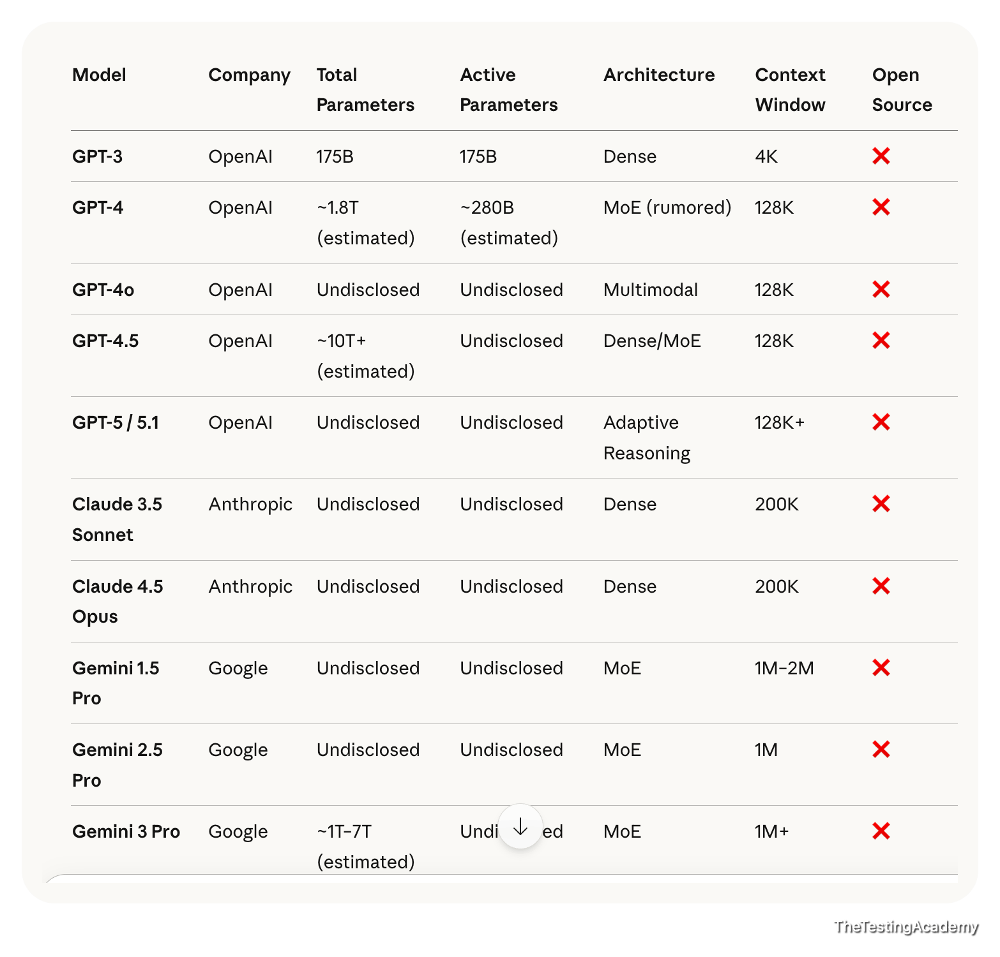 Model Company Total Parameters Active Parameters Architecture Context Window Open Source
GPT-3 OpenAI 175B 175B Dense 4K ❌
GPT-4 OpenAI ~1.8T (estimated) ~280B (estimated) MoE (rumored) 128K ❌
GPT-4o OpenAI Undisclosed Undisclosed Multimodal 128K ❌
GPT-4.5 OpenAI ~10T+ (estimated) Undisclosed Dense/MoE 128K ❌
GPT-5 / 5.1 OpenAI Undisclosed Undisclosed Adaptive Reasoning 128K+ ❌
Claude 3.5 Sonnet Anthropic Undisclosed Undisclosed Dense 200K ❌
Claude 4.5 Opus Anthropic Undisclosed Undisclosed Dense 200K ❌
Gemini 1.5 Pro Google Undisclosed Undisclosed MoE 1M–2M ❌
Gemini 2.5 Pro Google Undisclosed Undisclosed MoE 1M ❌
Gemini 3 Pro Google ~1T–7T (estimated) MoE 1M+ ❌
TheTestingAcademy